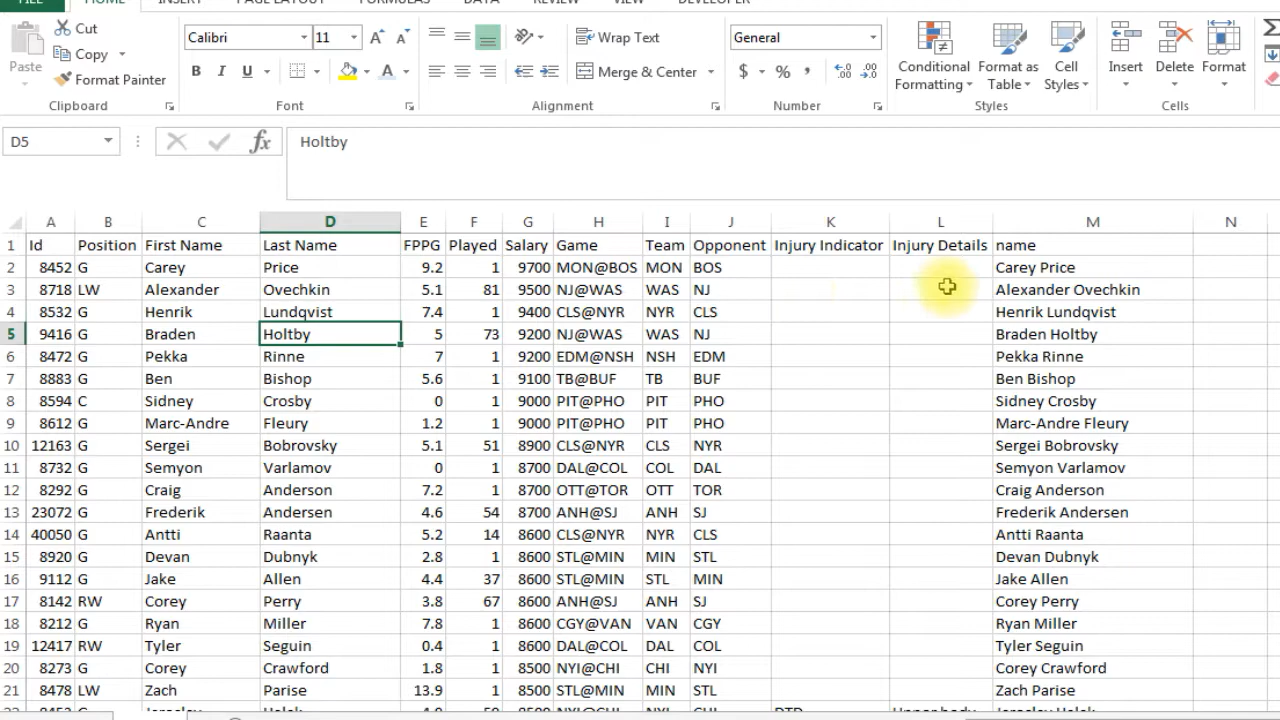 FILE HOME INSERT PAGE LAYOUT FORMULAS DATA REVIEW VIEW DEVELOPER
Cut
Copy
Format Painter
Paste
Calibri 11
Wrap Text
Merge & Center
General
$ % ,
Conditional Formatting
Format as Table
Cell Styles
Insert Delete Format
Clipboard Font Alignment Number Styles Cells
D5 fx Holtby
A B C D E F G H I J K L M N
1 Id Position First Name Last Name FPPG Played Salary Game Team Opponent Injury Indicator Injury Details name
2 8452 G Carey Price 9.2 1 9700 MON@BOS MON BOS Carey Price
3 8718 LW Alexander Ovechkin 5.1 81 9500 NJ@WAS WAS NJ Alexander Ovechkin
4 8532 G Henrik Lundqvist 7.4 1 9400 CLS@NYR NYR CLS Henrik Lundqvist
5 9416 G Braden Holtby 5 73 9200 NJ@WAS WAS NJ Braden Holtby
6 8472 G Pekka Rinne 7 1 9200 EDM@NSH NSH EDM Pekka Rinne
7 8883 G Ben Bishop 5.6 1 9100 TB@BUF TB BUF Ben Bishop
8 8594 C Sidney Crosby 0 1 9000 PIT@PHO PIT PHO Sidney Crosby
9 8612 G Marc-Andre Fleury 1.2 1 9000 PIT@PHO PIT PHO Marc-Andre Fleury
10 12163 G Sergei Bobrovsky 5.1 51 8900 CLS@NYR CLS NYR Sergei Bobrovsky
11 8732 G Semyon Varlamov 0 1 8700 DAL@COL COL DAL Semyon Varlamov
12 8292 G Craig Anderson 7.2 1 8700 OTT@TOR OTT TOR Craig Anderson
13 23072 G Frederik Andersen 4.6 54 8700 ANH@SJ ANH SJ Frederik Andersen
14 40050 G Antti Raanta 5.2 14 8600 CLS@NYR NYR CLS Antti Raanta
15 8920 G Devan Dubnyk 2.8 1 8600 STL@MIN MIN STL Devan Dubnyk
16 9112 G Jake Allen 4.4 37 8600 STL@MIN STL MIN Jake Allen
17 8142 RW Corey Perry 3.8 67 8600 ANH@SJ ANH SJ Corey Perry
18 8212 G Ryan Miller 7.8 1 8600 CGY@VAN VAN CGY Ryan Miller
19 12417 RW Tyler Seguin 0.4 1 8600 DAL@COL DAL COL Tyler Seguin
20 8273 G Corey Crawford 1.8 1 8500 NYI@CHI CHI NYI Corey Crawford
21 8478 LW Zach Parise 13.9 1 8500 STL@MIN MIN STL Zach Parise